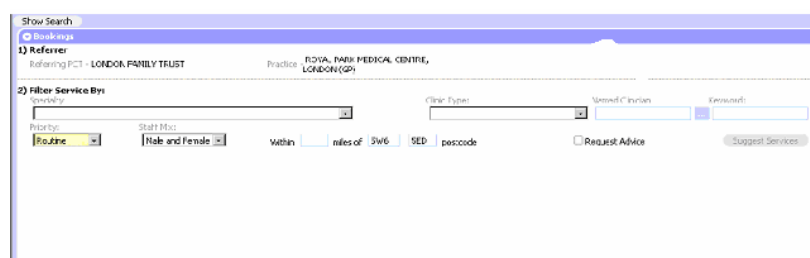 Show Search
Bookings
1) Referrer
Referring PCT - LONDON FAMILY TRUST
Practice - ROYAL PARK MEDICAL CENTRE,
LONDON (GP)
2) Filter Service By:
Specialty:
Clinic Type:
Named Clinician
Keyword:
Priority:
Staff Mix:
Routine
Male and Female
Within
miles of SW6 5ED postcode
Request Advice
Suggest Services